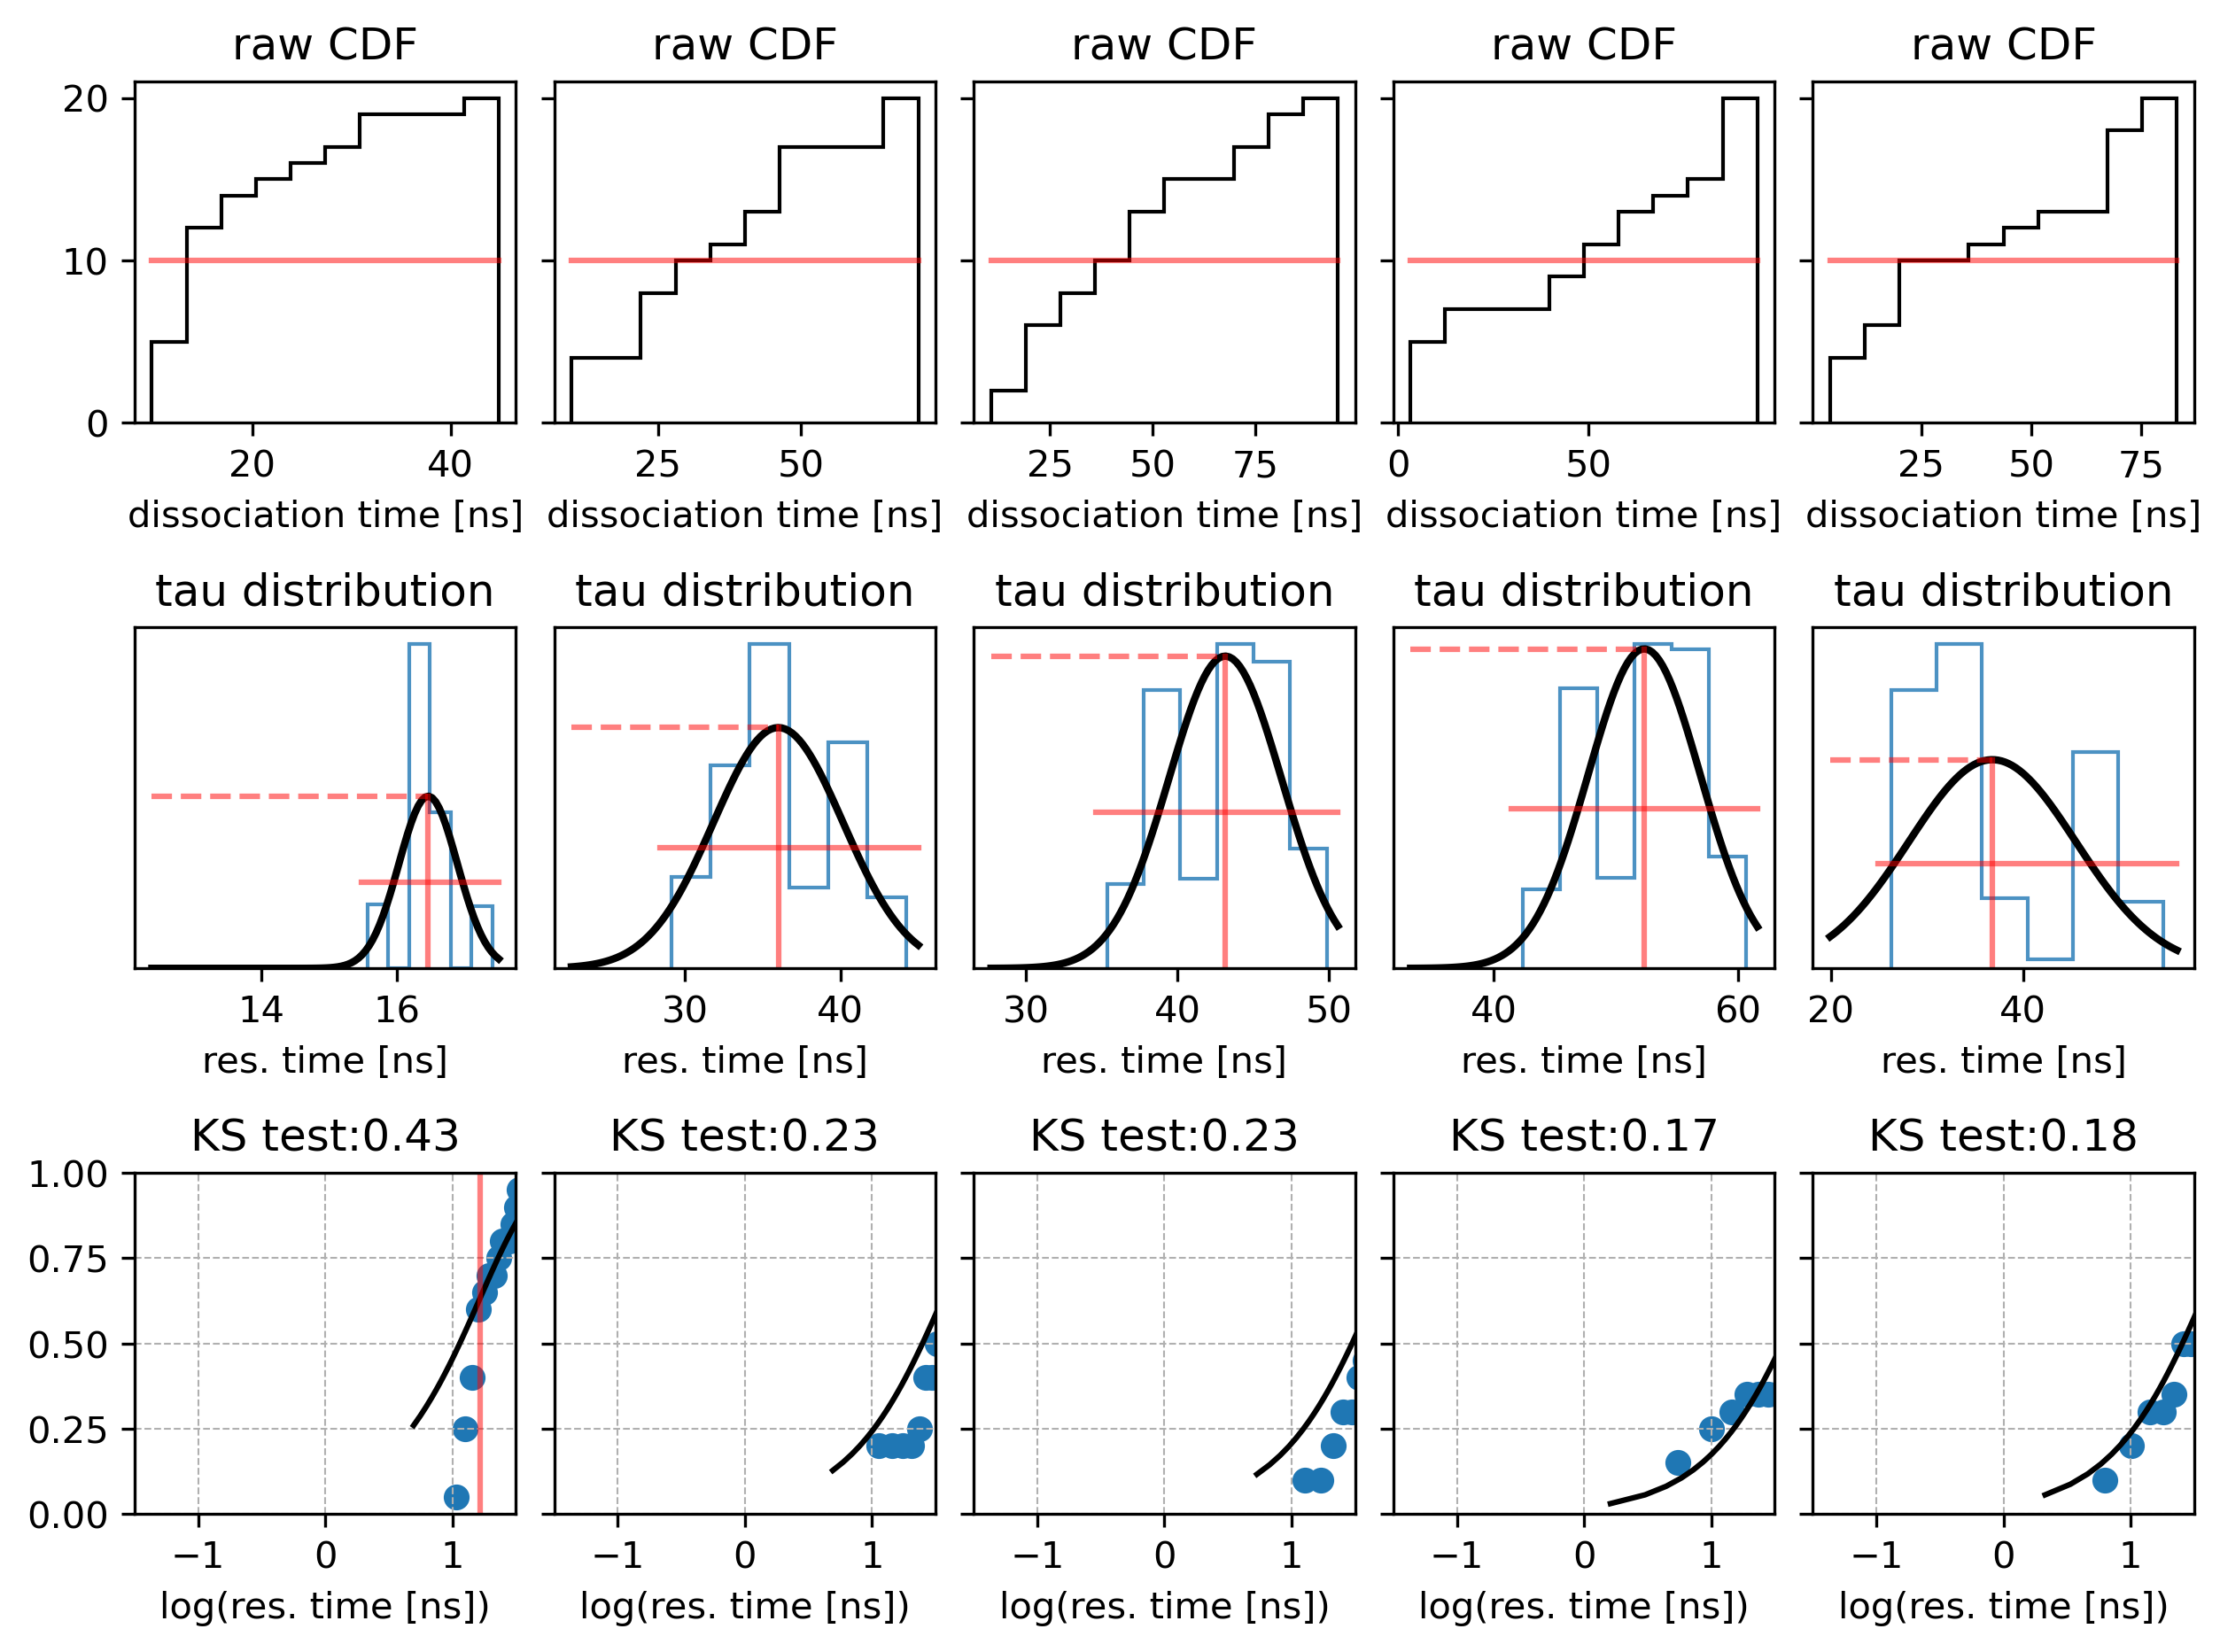 raw CDF raw CDF raw CDF raw CDF raw CDF
20
10
0
20 40 25 50 25 50 75 0 50 25 50 75
dissociation time [ns] dissociation time [ns] dissociation time [ns] dissociation time [ns] dissociation time [ns]
tau distribution tau distribution tau distribution tau distribution tau distribution
14 16 30 40 30 40 50 40 60 20 40
res. time [ns] res. time [ns] res. time [ns] res. time [ns] res. time [ns]
KS test:0.43 KS test:0.23 KS test:0.23 KS test:0.17 KS test:0.18
1.00
0.75
0.50
0.25
0.00
−1 0 1 −1 0 1 −1 0 1 −1 0 1 −1 0 1
log(res. time [ns]) log(res. time [ns]) log(res. time [ns]) log(res. time [ns]) log(res. time [ns])